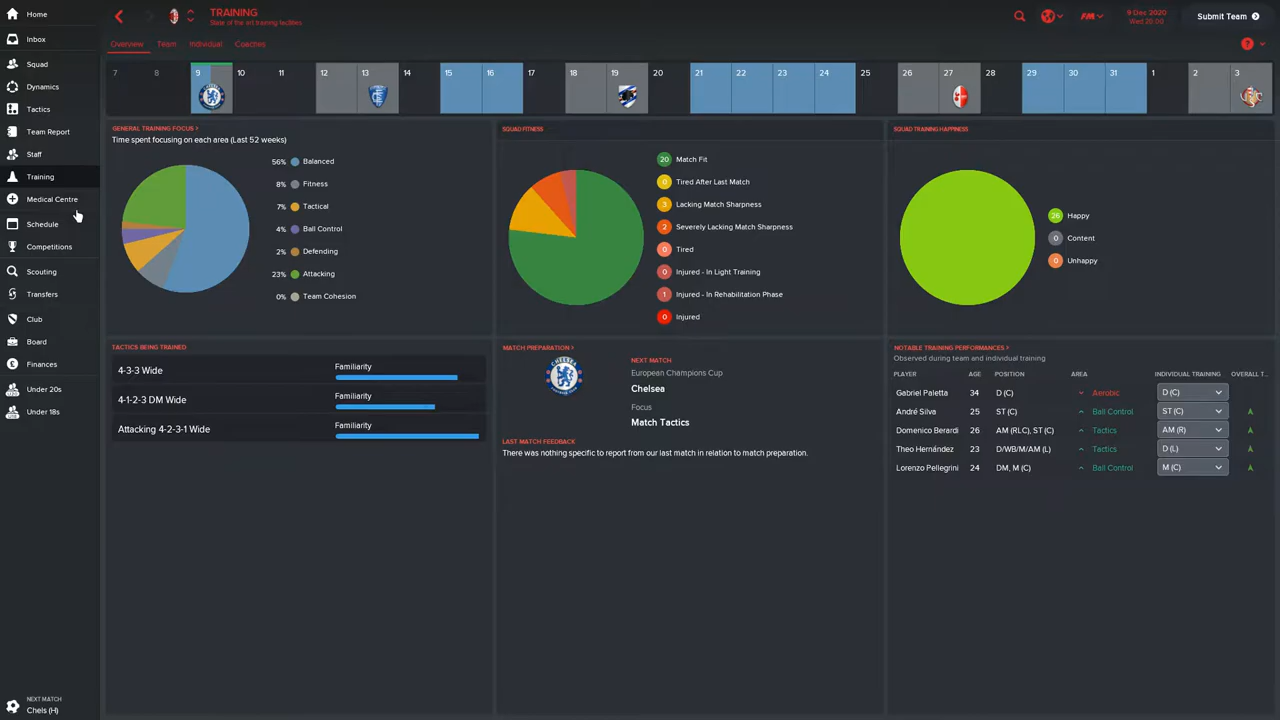 Home
Inbox
Squad
Dynamics
Tactics
Team Report
Staff
Training
Medical Centre
Schedule
Competitions
Scouting
Transfers
Club
Board
Finances
Under 20s
Under 18s
NEXT MATCH
Chels (H)
TRAINING
State of the art training facilities
FM
9 Dec 2020
Wed 20:00
Submit Team
Overview Team Individual Coaches
?
7 8 9 10 11 12 13 14 15 16 17 18 19 20 21 22 23 24 25 26 27 28 29 30 31 1 2 3
GENERAL TRAINING FOCUS >
Time spent focusing on each area (Last 52 weeks)
56% Balanced
8% Fitness
7% Tactical
4% Ball Control
2% Defending
23% Attacking
0% Team Cohesion
SQUAD FITNESS
20 Match Fit
0 Tired After Last Match
3 Lacking Match Sharpness
2 Severely Lacking Match Sharpness
0 Tired
0 Injured - In Light Training
1 Injured - In Rehabilitation Phase
0 Injured
SQUAD TRAINING HAPPINESS
26 Happy
0 Content
0 Unhappy
TACTICS BEING TRAINED
4-3-3 Wide Familiarity
4-1-2-3 DM Wide Familiarity
Attacking 4-2-3-1 Wide Familiarity
MATCH PREPARATION >
NEXT MATCH
European Champions Cup
Chelsea
Focus
Match Tactics
LAST MATCH FEEDBACK
There was nothing specific to report from our last match in relation to match preparation.
NOTABLE TRAINING PERFORMANCES >
Observed during team and individual training
PLAYER AGE POSITION AREA INDIVIDUAL TRAINING OVERALL T...
Gabriel Paletta 34 D (C) Aerobic D (C)
André Silva 25 ST (C) Ball Control ST (C)
Domenico Berardi 26 AM (RLC), ST (C) Tactics AM (R)
Theo Hernández 23 D/WB/M/AM (L) Tactics D (L)
Lorenzo Pellegrini 24 DM, M (C) Ball Control M (C)